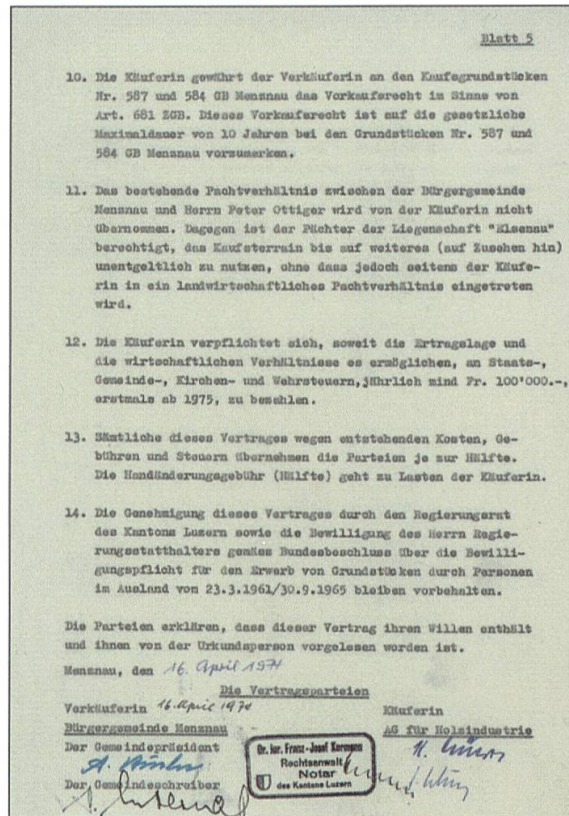 Blatt 5
10. Die Käuferin gewährt der Verkäuferin an den Kaufsgrundstücken
Nr. 587 und 584 GB Menznau das Vorkaufsrecht im Sinne von
Art. 681 ZGB. Dieses Vorkaufsrecht ist auf die gesetzliche
Maximaldauer von 10 Jahren bei den Grundstücken Nr. 587 und
584 GB Menznau vorzumerken.
11. Das bestehende Pachtverhältnis zwischen der Bürgergemeinde
Menznau und Herrn Peter Ottiger wird von der Käuferin nicht
übernommen. Dagegen ist der Pächter der Liegenschaft "Elsenau"
berechtigt, das Kaufsterrain bis auf weiteres (auf Zusehen hin)
unentgeltlich zu nutzen, ohne dass jedoch seitens der Käufe-
rin in ein landwirtschaftliches Pachtverhältnis eingetreten
wird.
12. Die Käuferin verpflichtet sich, soweit die Ertragslage und
die wirtschaftlichen Verhältnisse es ermöglichen, an Staats-,
Gemeinde-, Kirchen- und Wehrsteuern, jährlich mind Fr. 100'000.-,
erstmals ab 1975, zu bezahlen.
13. Sämtliche dieses Vertrages wegen entstehenden Kosten, Ge-
bühren und Steuern übernehmen die Parteien je zur Hälfte.
Die Handänderungsgebühr (Hälfte) geht zu Lasten der Käuferin.
14. Die Genehmigung dieses Vertrages durch den Regierungsrat
des Kantons Luzern sowie die Bewilligung des Herrn Regie-
rungsstatthalters gemäss Bundesbeschluss über die Bewilli-
gungspflicht für den Erwerb von Grundstücken durch Personen
im Ausland vom 23.3.1961/30.9.1965 bleiben vorbehalten.
Die Parteien erklären, dass dieser Vertrag ihren Willen enthält
und ihnen von der Urkundsperson vorgelesen worden ist.
Menznau, den 16. April 1971
Die Vertragsparteien
Verkäuferin 16. April 1971
Käuferin
Bürgergemeinde Menznau
AG für Holzindustrie
Der Gemeindepräsident
Dr. iur. Franz-Josef Kurmann
Rechtsanwalt
Notar
des Kantons Luzern
Der Gemeindeschreiber